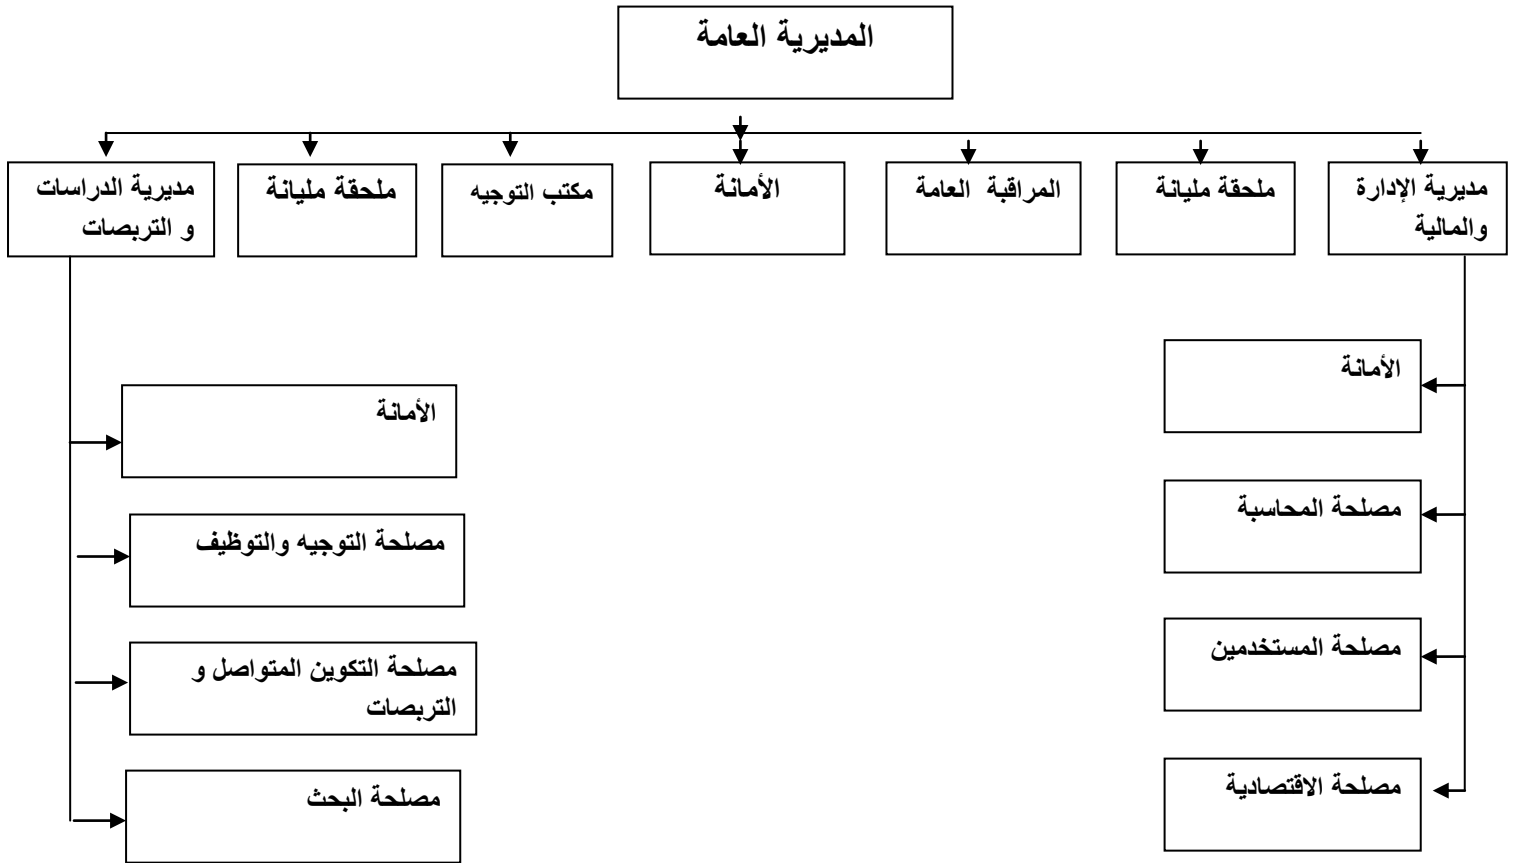 المديرية العامة
مديرية الإدارة
والمالية
ملحقة مليانة
المراقبة العامة
الأمانة
مكتب التوجيه
ملحقة مليانة
مديرية الدراسات
و التربصات
الأمانة
مصلحة المحاسبة
مصلحة المستخدمين
مصلحة الاقتصادية
الأمانة
مصلحة التوجيه والتوظيف
مصلحة التكوين المتواصل و
التربصات
مصلحة البحث